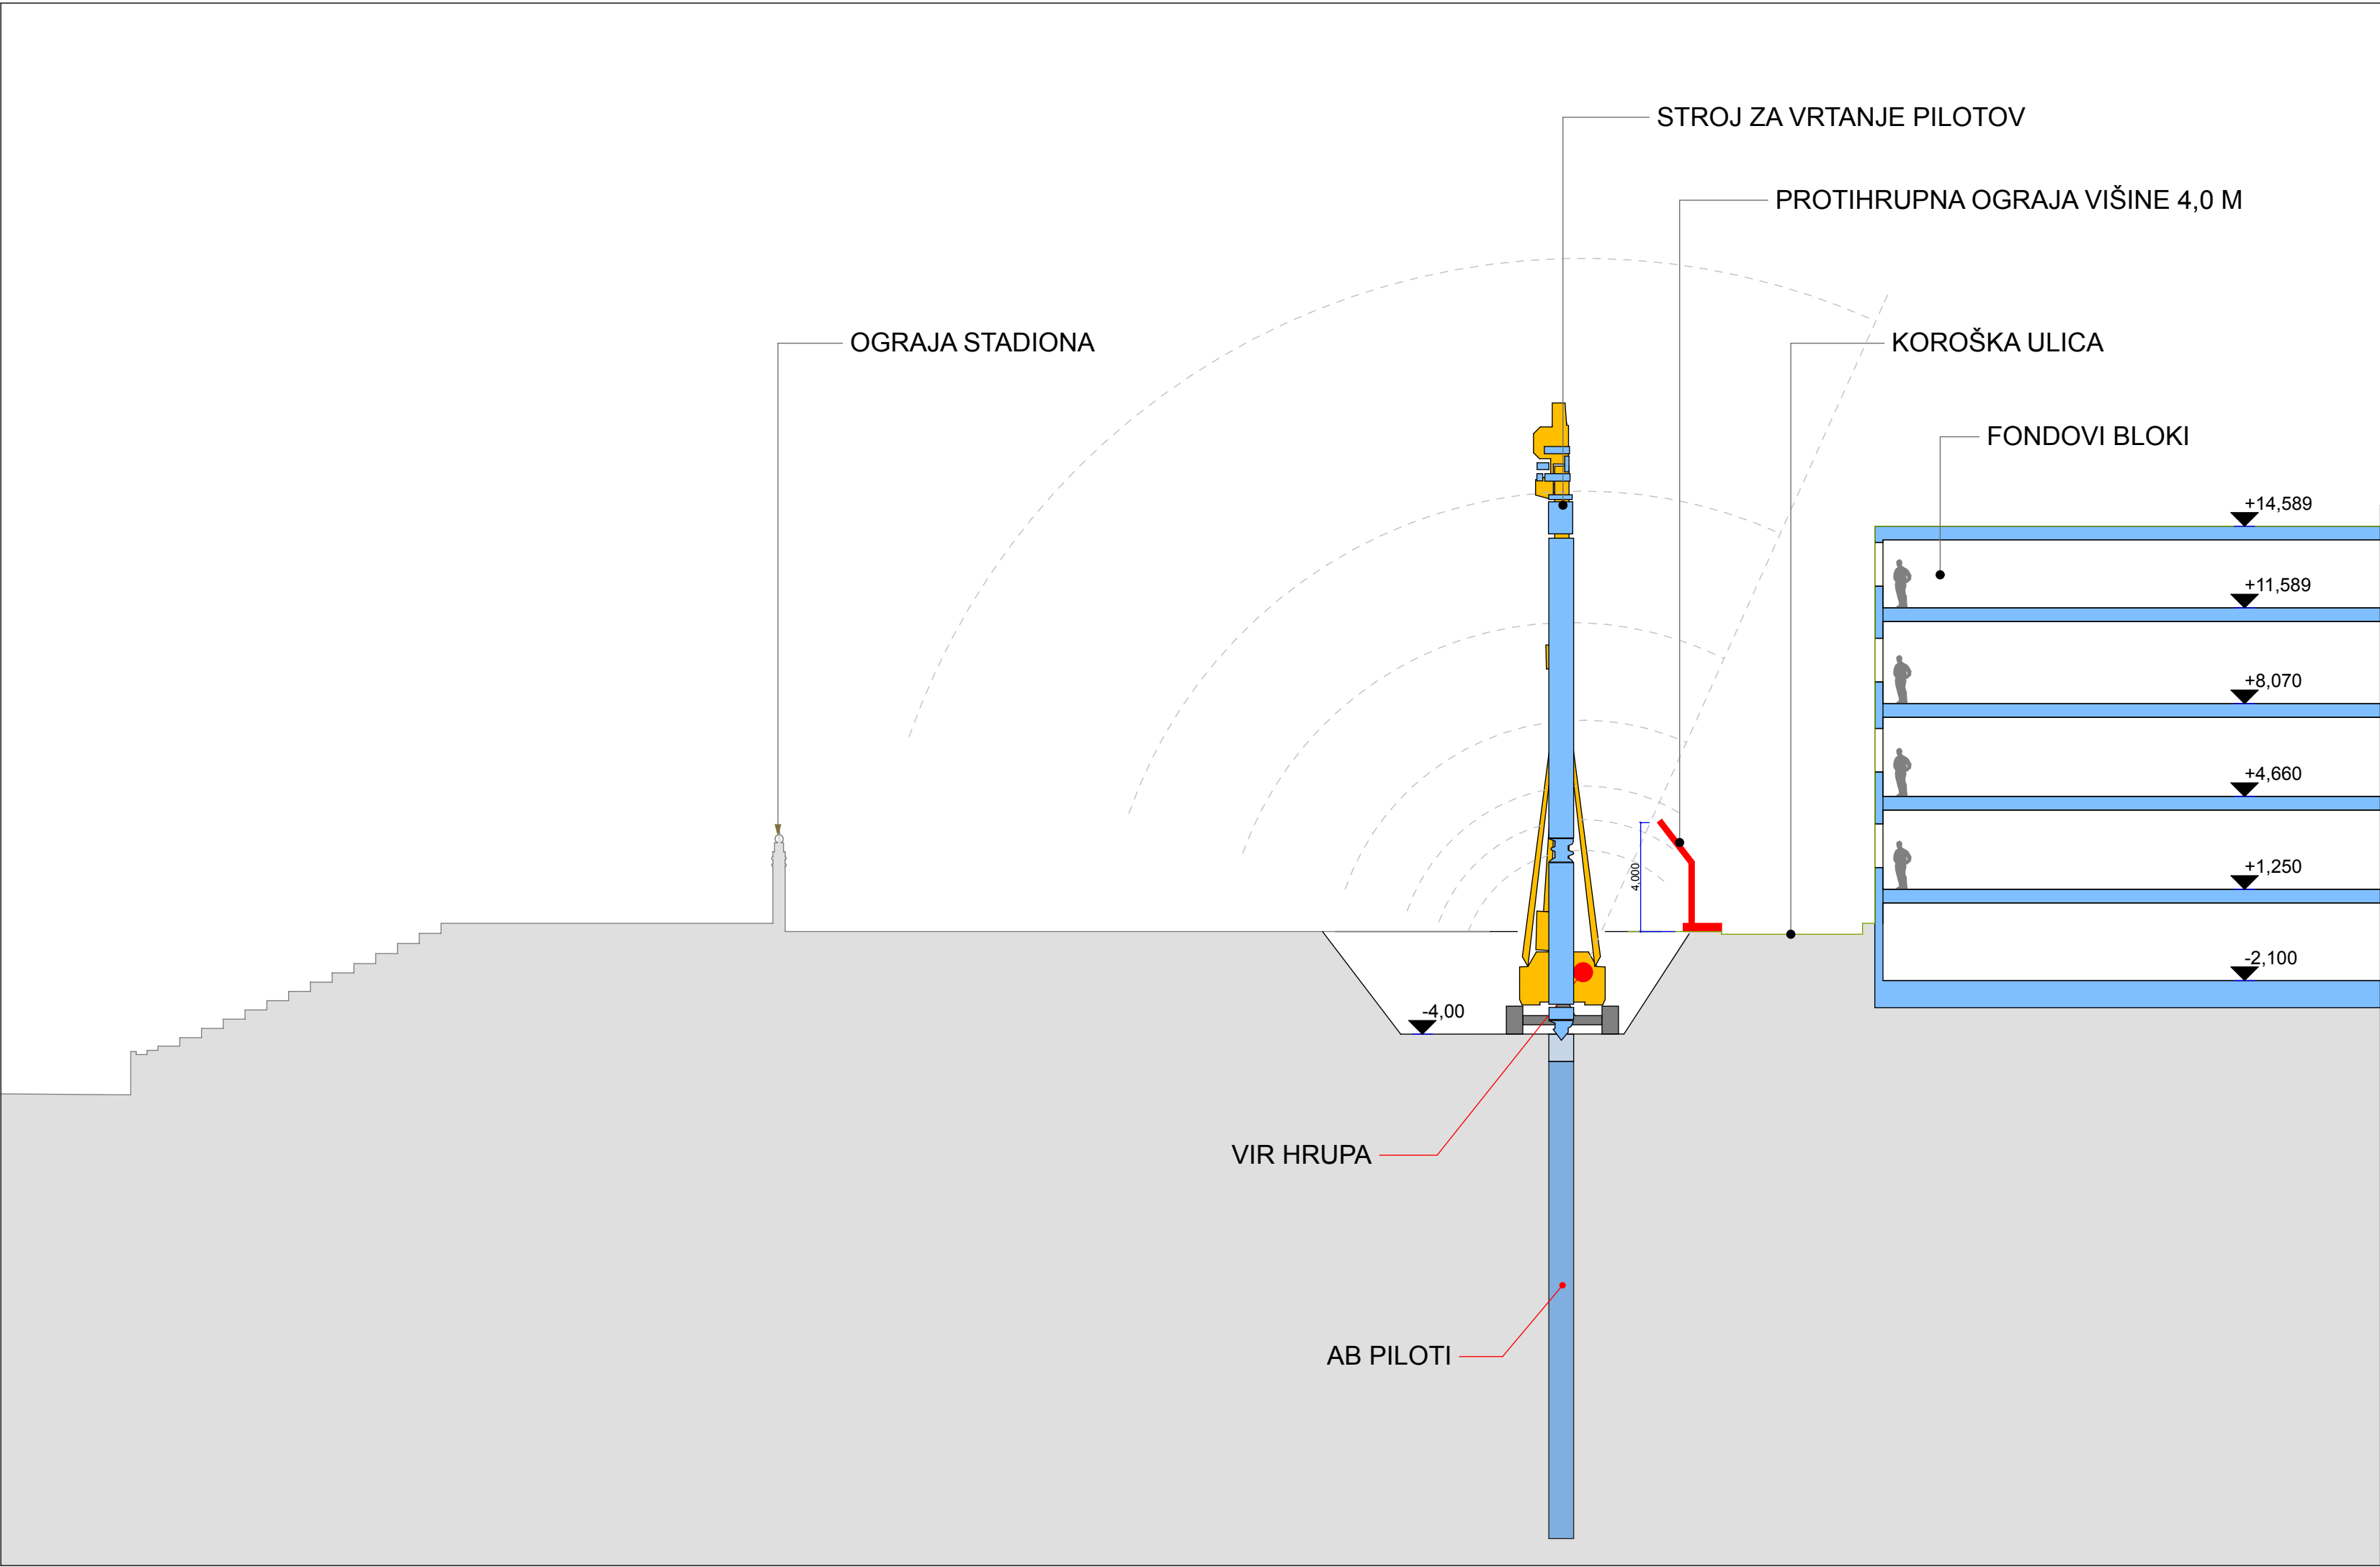 STROJ ZA VRTANJE PILOTOV
PROTIHRUPNA OGRAJA VIŠINE 4,0 M
OGRAJA STADIONA
KOROŠKA ULICA
FONDOVI BLOKI
+14,589
+11,589
+8,070
+4,660
4,000
+1,250
-2,100
-4,00
VIR HRUPA
AB PILOTI